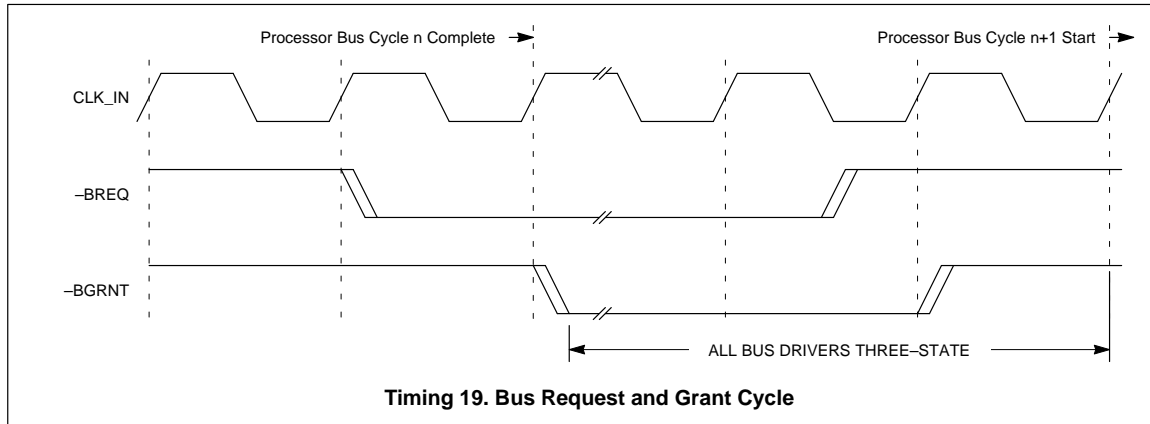 Processor Bus Cycle n Complete
Processor Bus Cycle n+1 Start
CLK_IN
–BREQ
–BGRNT
ALL BUS DRIVERS THREE–STATE
Timing 19. Bus Request and Grant Cycle